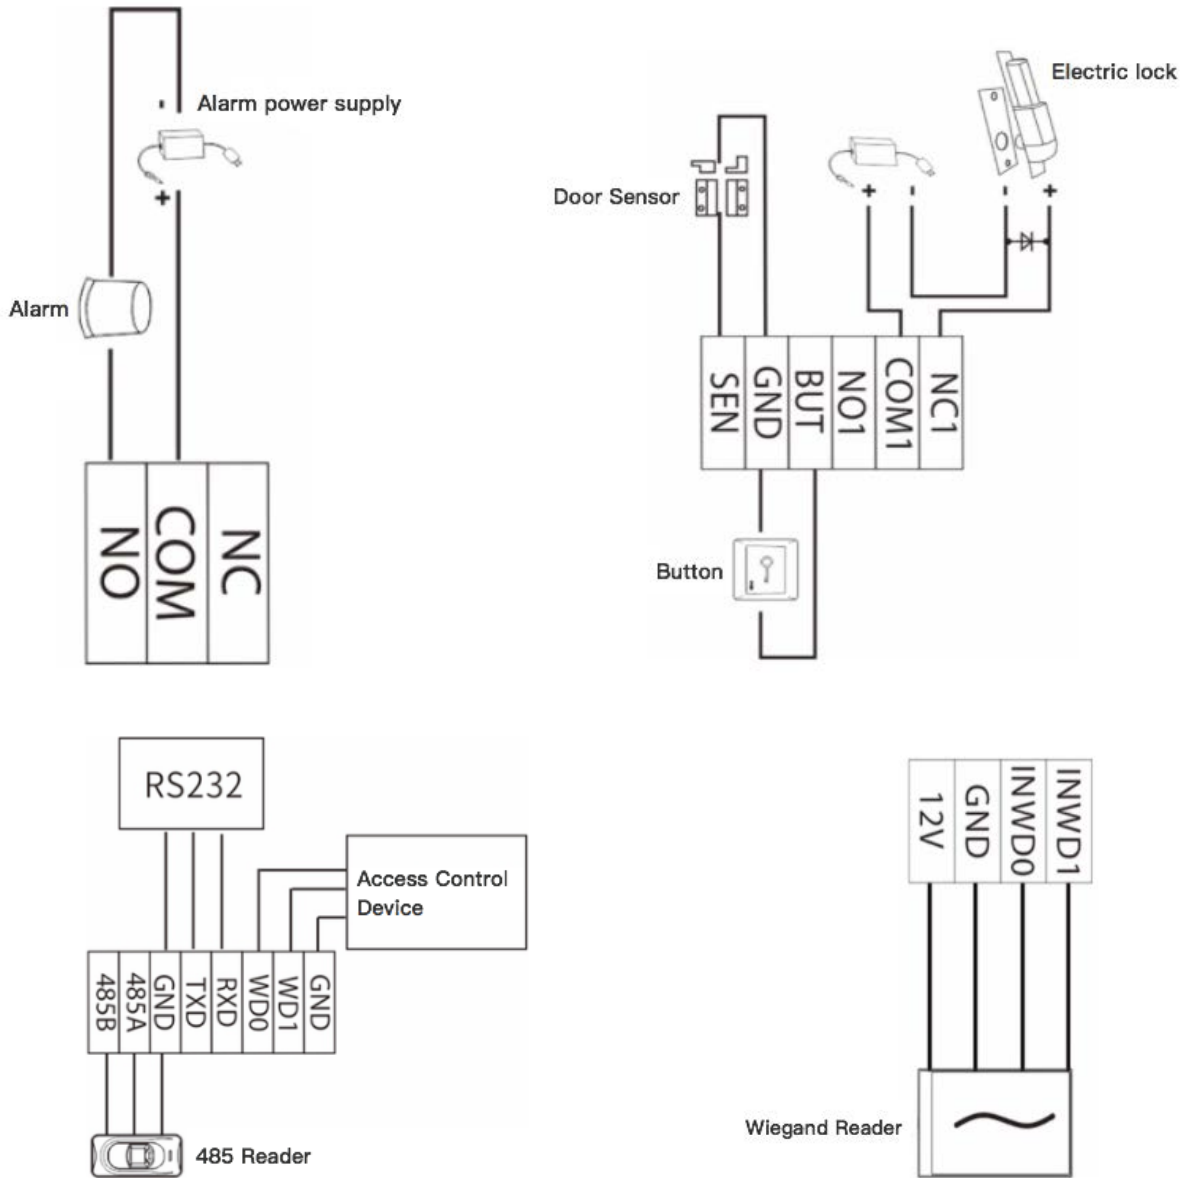 -
Alarm power supply
+
Alarm
NO
COM
NC
Electric lock
Door Sensor
+
-
-
+
SEN
GND
BUT
NO1
COM1
NC1
Button
RS232
Access Control
Device
485B
485A
GND
TXD
RXD
WD0
WD1
GND
485 Reader
12V
GND
INWD0
INWD1
Wiegand Reader